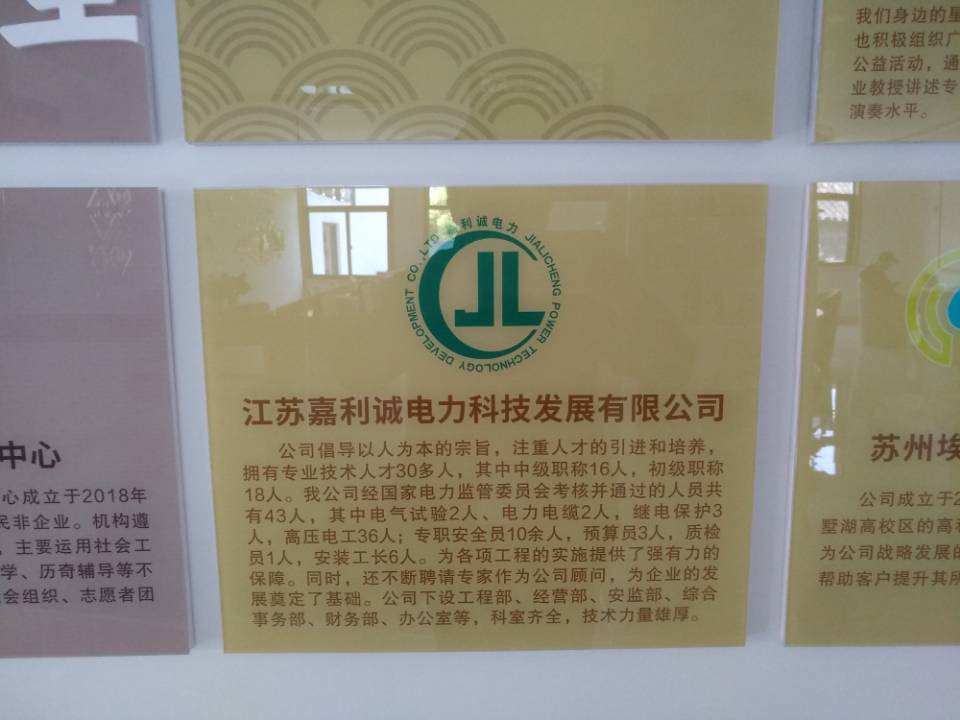 我们身边的星
也积极组织广
公益活动，通
业教授讲述专
演奏水平。
嘉利诚电力 JIALICHENG POWER TECHNOLOGY DEVELOPMENT CO.,LTD
JL
江苏嘉利诚电力科技发展有限公司
公司倡导以人为本的宗旨，注重人才的引进和培养，
拥有专业技术人才30多人，其中中级职称16人，初级职称
18人。我公司经国家电力监管委员会考核并通过的人员共
有43人，其中电气试验2人、电力电缆2人，继电保护3
人，高压电工36人；专职安全员10余人，预算员3人，质检
员1人，安装工长6人。为各项工程的实施提供了强有力的
保障。同时，还不断聘请专家作为公司顾问，为企业的发
展奠定了基础。公司下设工程部、经营部、安监部、综合
事务部、财务部、办公室等，科室齐全，技术力量雄厚。
中心
心成立于2018年
民非企业。机构遵
，主要运用社会工
学、历奇辅导等不
会组织、志愿者团
苏州埃
公司成立于2
墅湖高校区的高科
为公司战略发展的
帮助客户提升其所